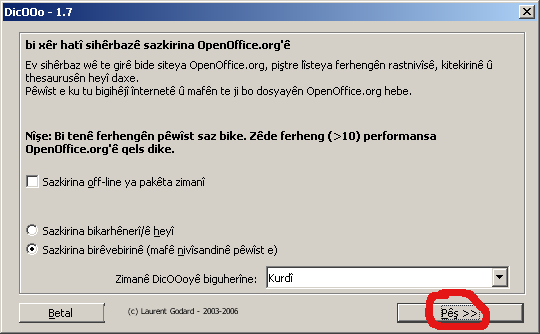 DicOOo - 1.7
bi xêr hatî sihêrbazê sazkirina OpenOffice.org'ê
Ev sihêrbaz wê te girê bide siteya OpenOffice.org, piştre lîsteya ferhengên rastnivîsê, kitekirinê û
thesaurusên heyî daxe.
Pêwîst e ku tu bigihêjî înternetê û mafên te ji bo dosyayên OpenOffice.org hebe.
Nîşe: Bi tenê ferhengên pêwîst saz bike. Zêde ferheng (>10) performansa
OpenOffice.org'ê qels dike.
Sazkirina off-line ya pakêta zimanî
Sazkirina bikarhênerî/ê heyî
Sazkirina birêvebirinê (mafê nivîsandinê pêwîst e)
Zimanê DicOOoyê biguherîne: Kurdî
Betal (c) Laurent Godard - 2003-2006 Pêş >>